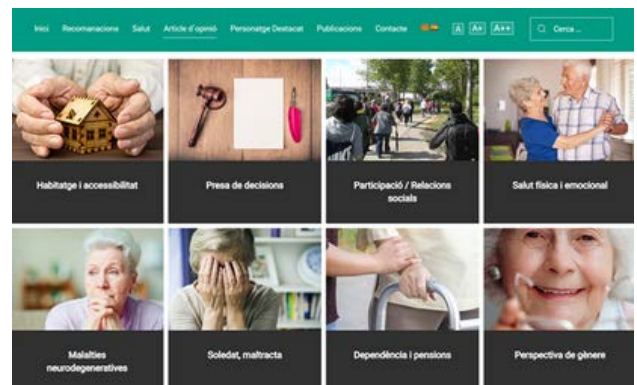 Inici Recomanacions Salut Article d'opinió Personatge Destacat Publicacions Contacte A A+ A++ Cerca ...
Habitatge i accessibilitat
Presa de decisions
Participació / Relacions
socials
Salut física i emocional
Malalties
neurodegeneratives
Soledat, maltracta
Dependència i pensions
Perspectiva de gènere